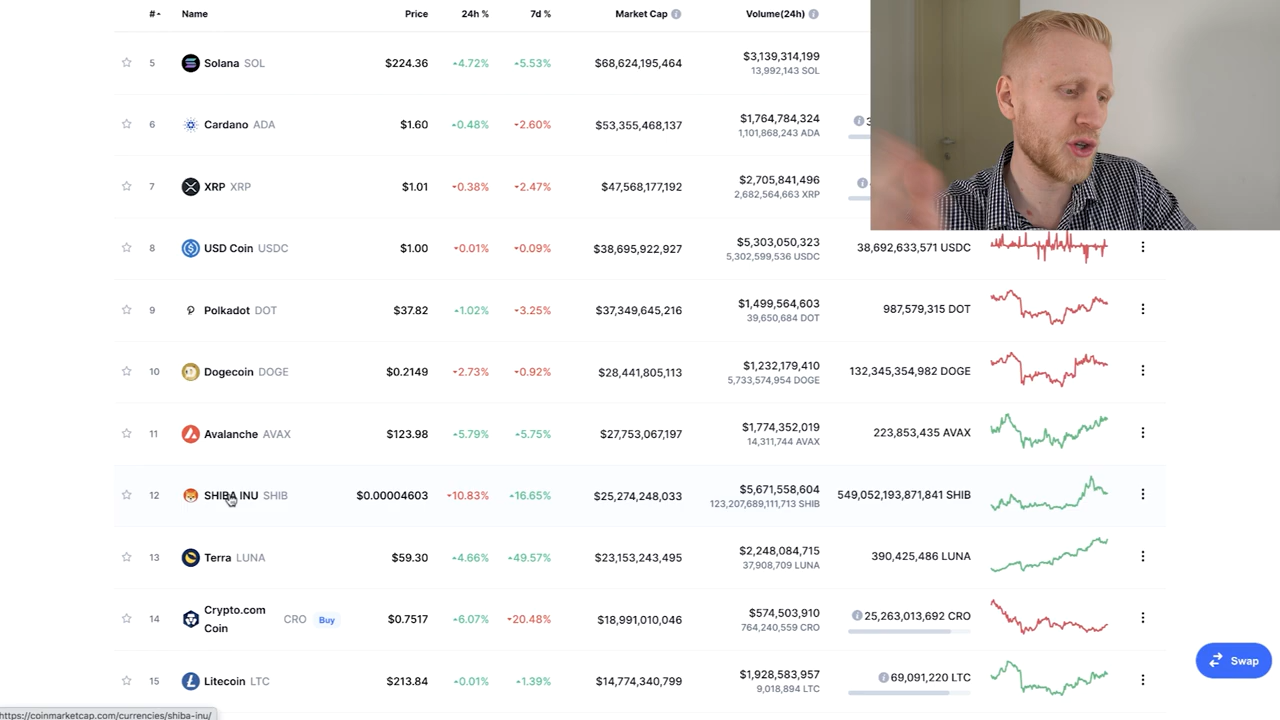 # Name Price 24h % 7d % Market Cap Volume(24h)
5 Solana SOL $224.36 4.72% 5.53% $68,624,195,464 $3,139,314,199
13,992,143 SOL
6 Cardano ADA $1.60 0.48% 2.60% $53,355,468,137 $1,764,784,324
1,101,868,243 ADA
7 XRP XRP $1.01 0.38% 2.47% $47,568,177,192 $2,705,841,496
2,682,564,663 XRP
8 USD Coin USDC $1.00 0.01% 0.09% $38,695,922,927 $5,303,050,323 38,692,633,571 USDC
5,302,599,536 USDC
9 Polkadot DOT $37.82 1.02% 3.25% $37,349,645,216 $1,499,564,603 987,579,315 DOT
39,650,684 DOT
10 Dogecoin DOGE $0.2149 2.73% 0.92% $28,441,805,113 $1,232,179,410 132,345,354,982 DOGE
5,733,574,954 DOGE
11 Avalanche AVAX $123.98 5.79% 5.75% $27,753,067,197 $1,774,352,019 223,853,435 AVAX
14,311,744 AVAX
12 SHIBA INU SHIB $0.00004603 10.83% 16.65% $25,274,248,033 $5,671,558,604 549,052,193,871,841 SHIB
123,207,689,111,713 SHIB
13 Terra LUNA $59.30 4.66% 49.57% $23,153,243,495 $2,248,084,715 390,425,486 LUNA
37,908,709 LUNA
14 Crypto.com Coin CRO Buy $0.7517 6.07% 20.48% $18,991,010,046 $574,503,910 25,263,013,692 CRO
764,240,559 CRO
15 Litecoin LTC $213.84 0.01% 1.39% $14,774,340,799 $1,928,583,957 69,091,220 LTC
9,018,894 LTC
Swap
https://coinmarketcap.com/currencies/shiba-inu/